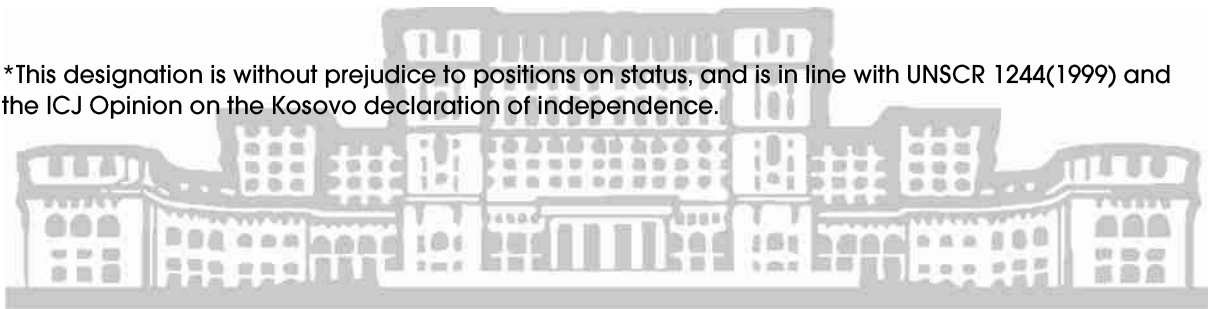 *This designation is without prejudice to positions on status, and is in line with UNSCR 1244(1999) and
the ICJ Opinion on the Kosovo declaration of independence.